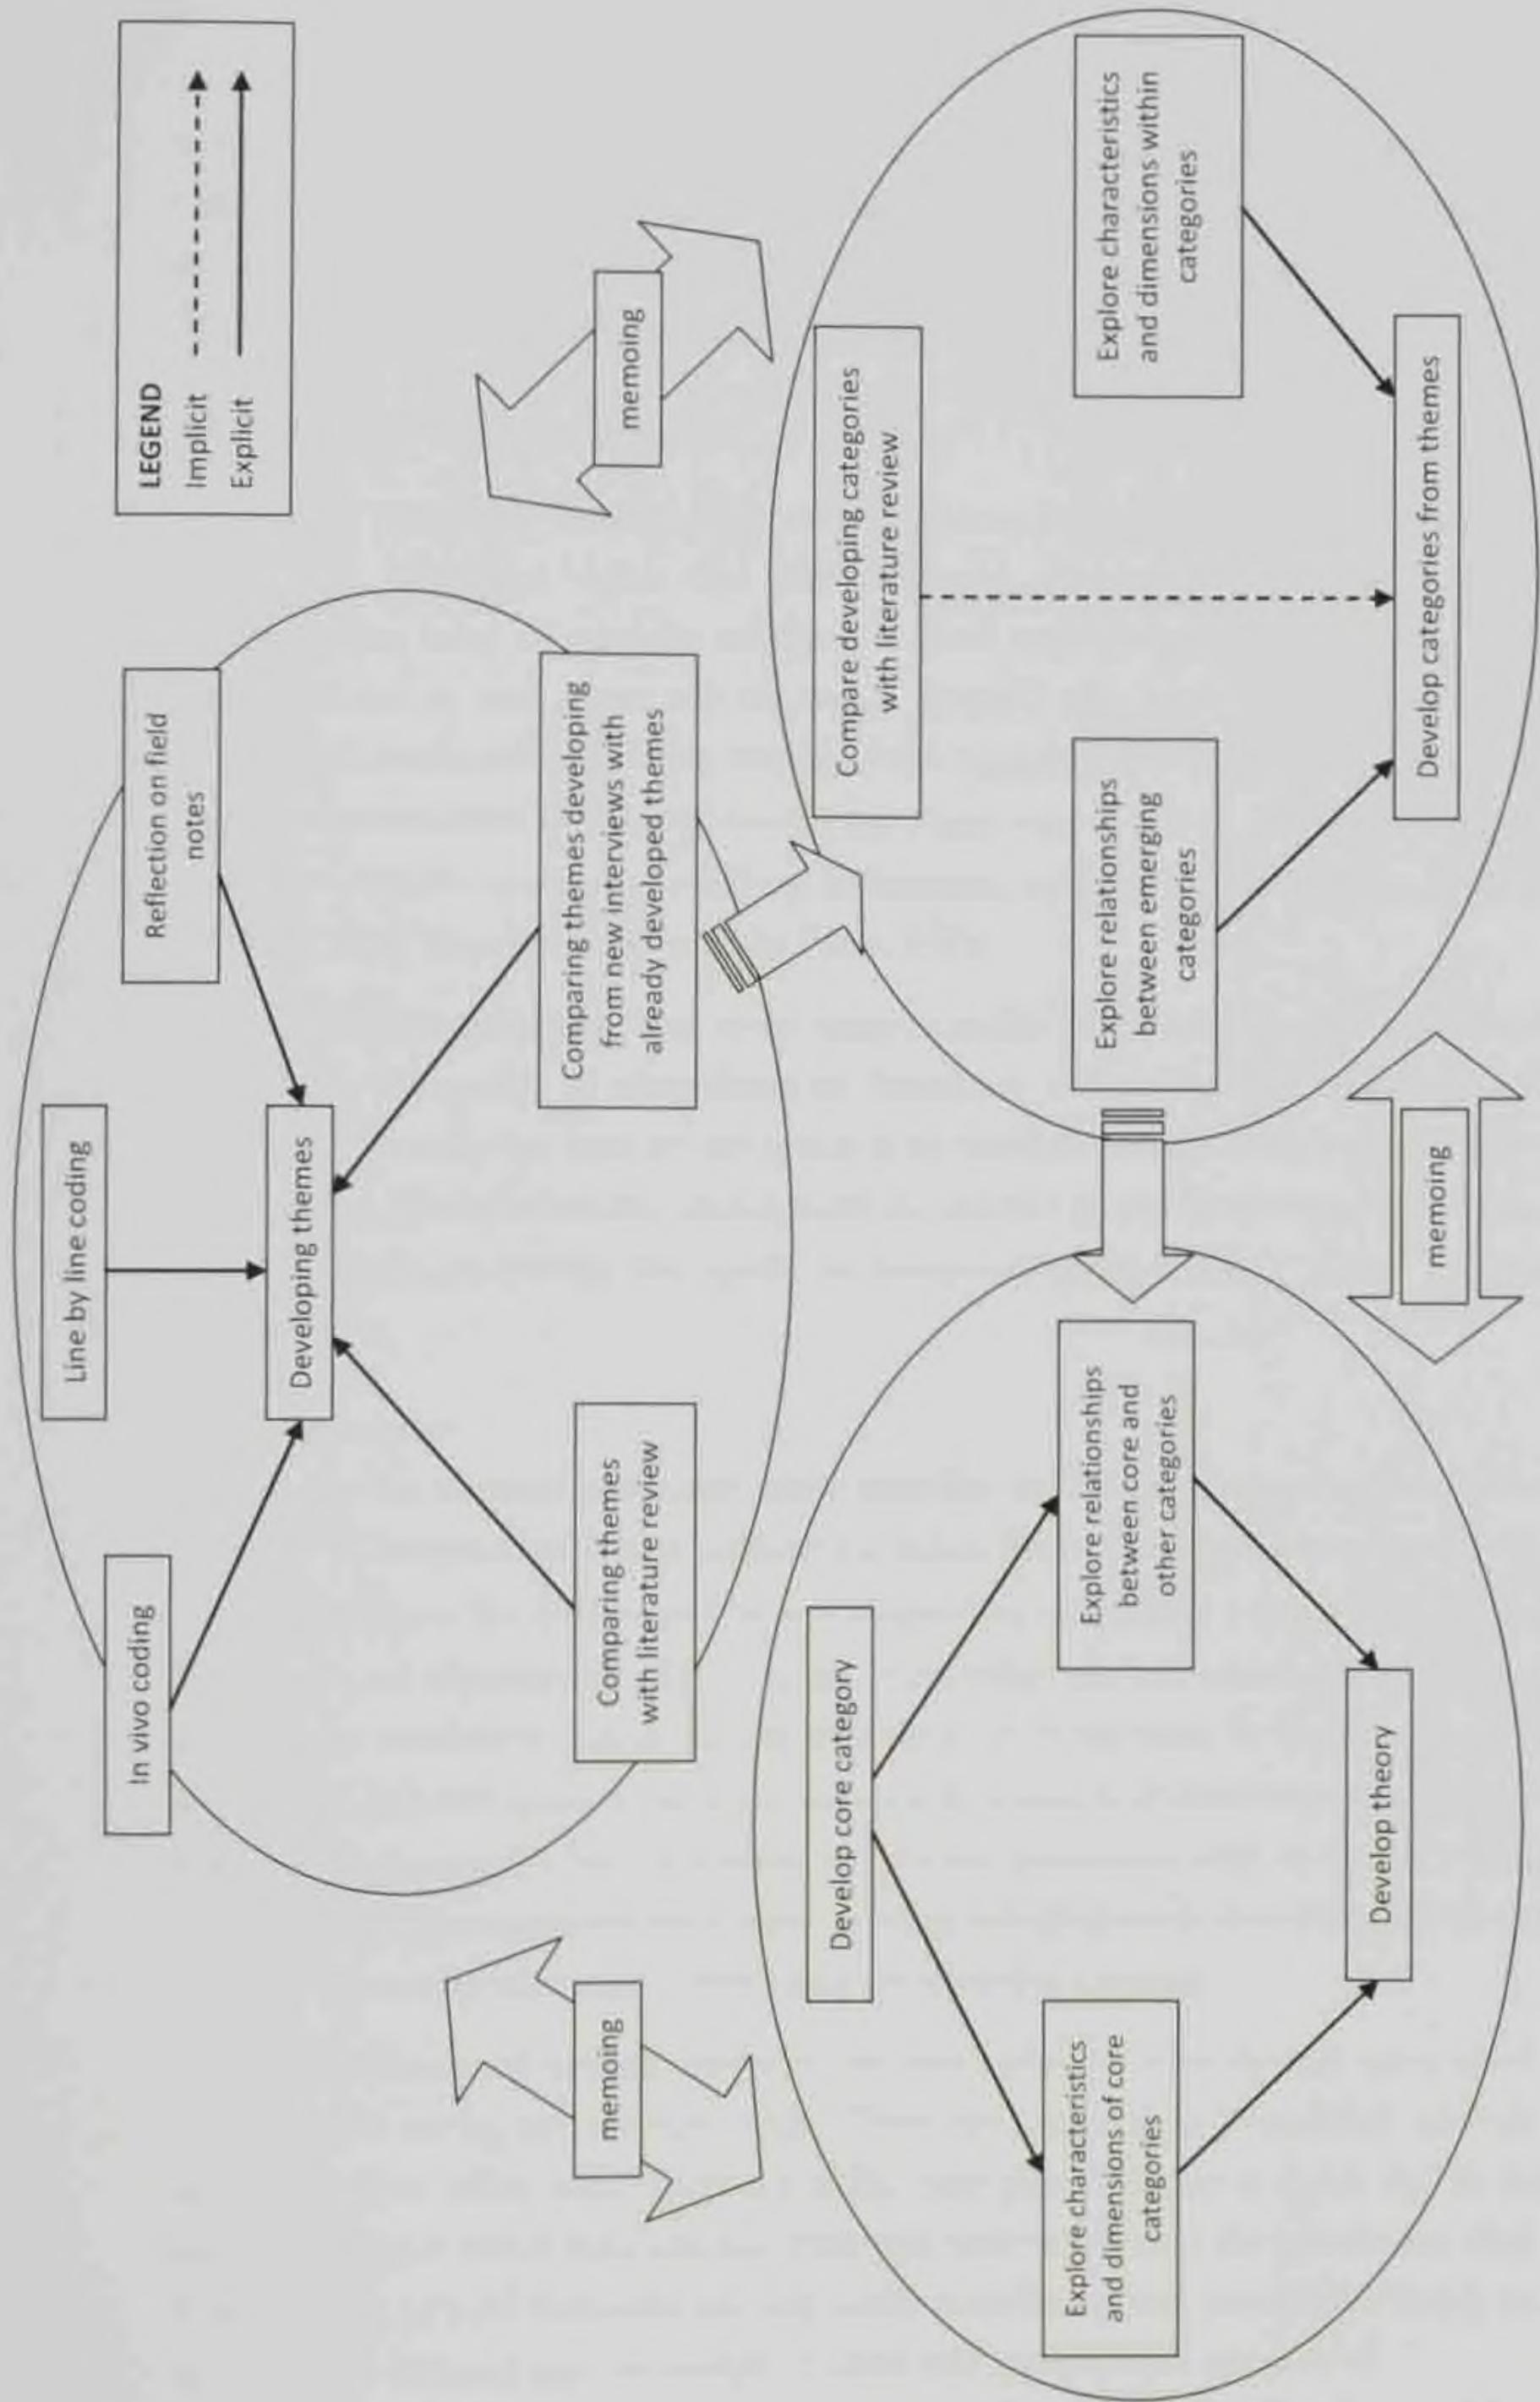 LEGEND
Implicit
Explicit
In vivo coding
Line by line coding
Reflection on field
notes
Developing themes
Comparing themes
with literature review
Comparing themes developing
from new interviews with
already developed themes
memoing
memoing
Develop core category
Explore characteristics
and dimensions of core
categories
Explore relationships
between core and
other categories
Develop theory
memoing
Compare developing categories
with literature review
Explore relationships
between emerging
categories
Explore characteristics
and dimensions within
categories
Develop categories from themes